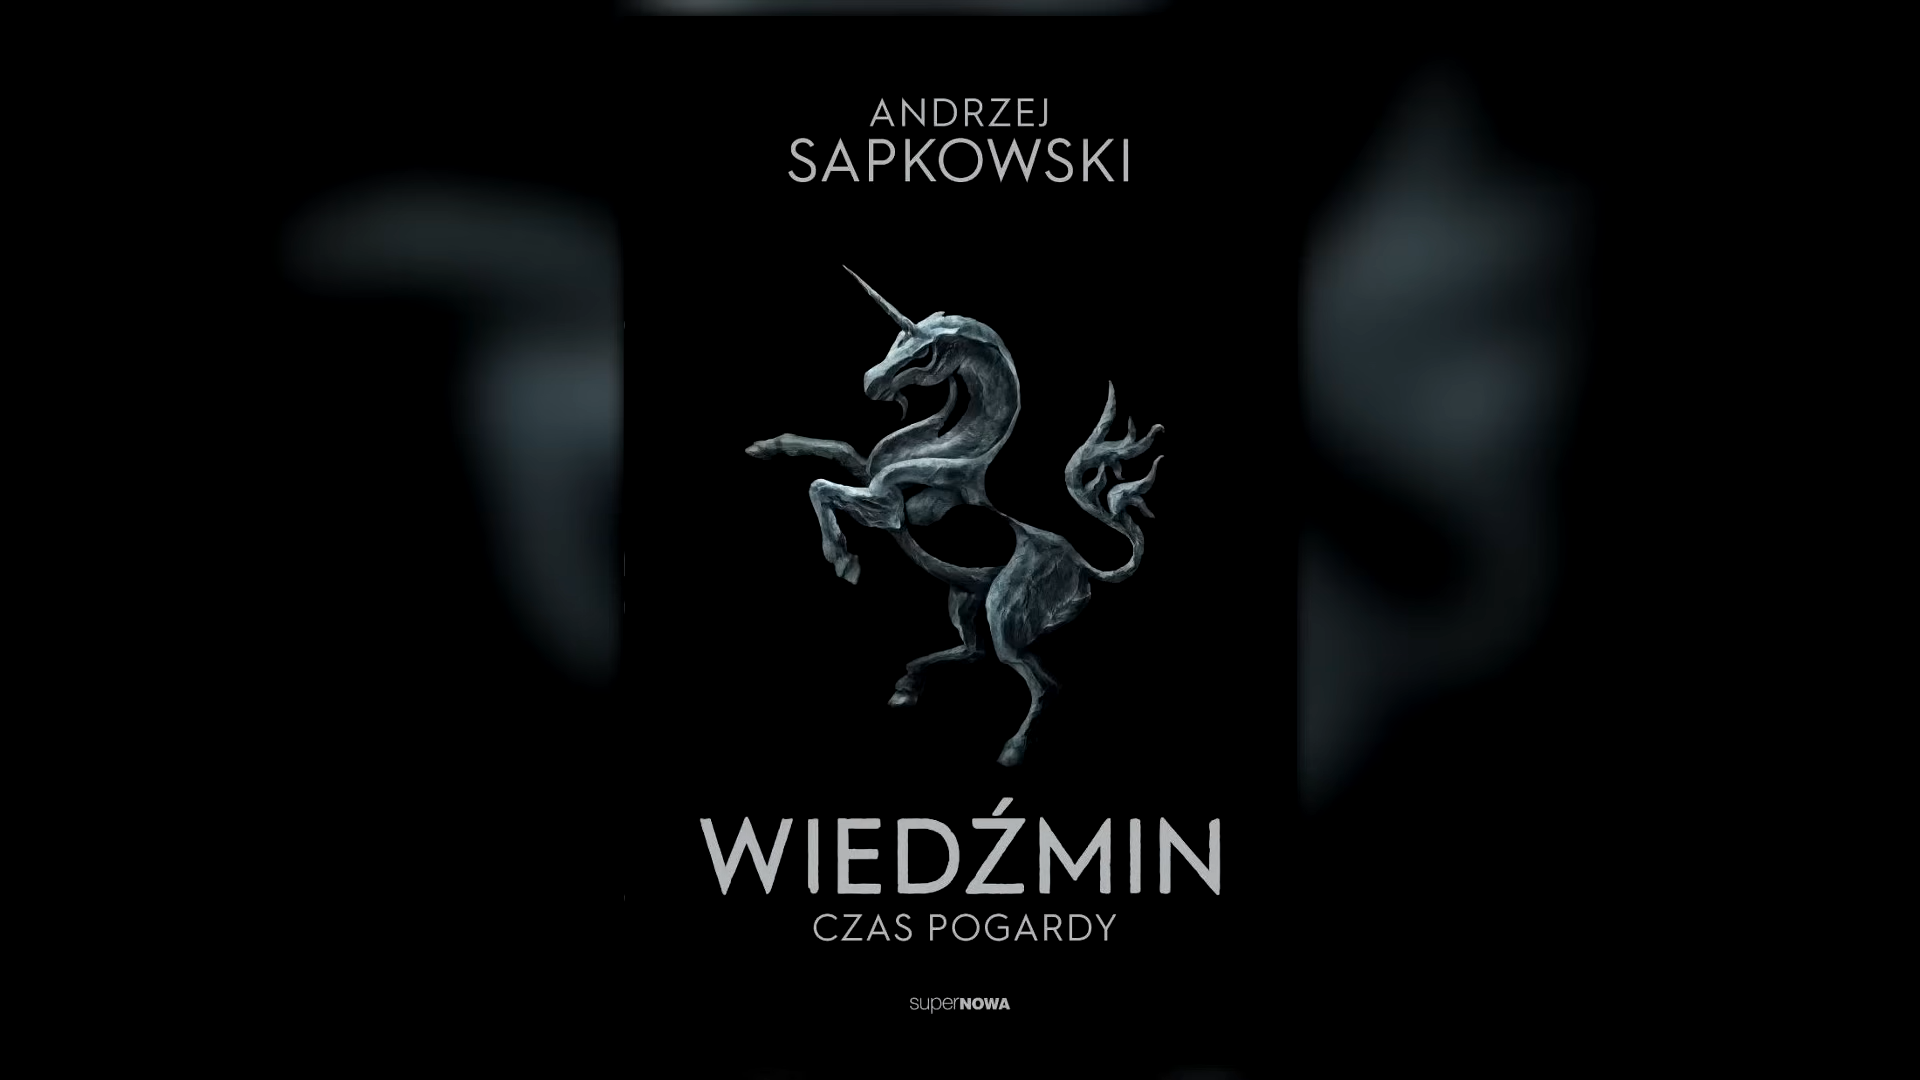 ANDRZEJ
SAPKOWSKI
WIEDŹMIN
CZAS POGARDY
superNOWA